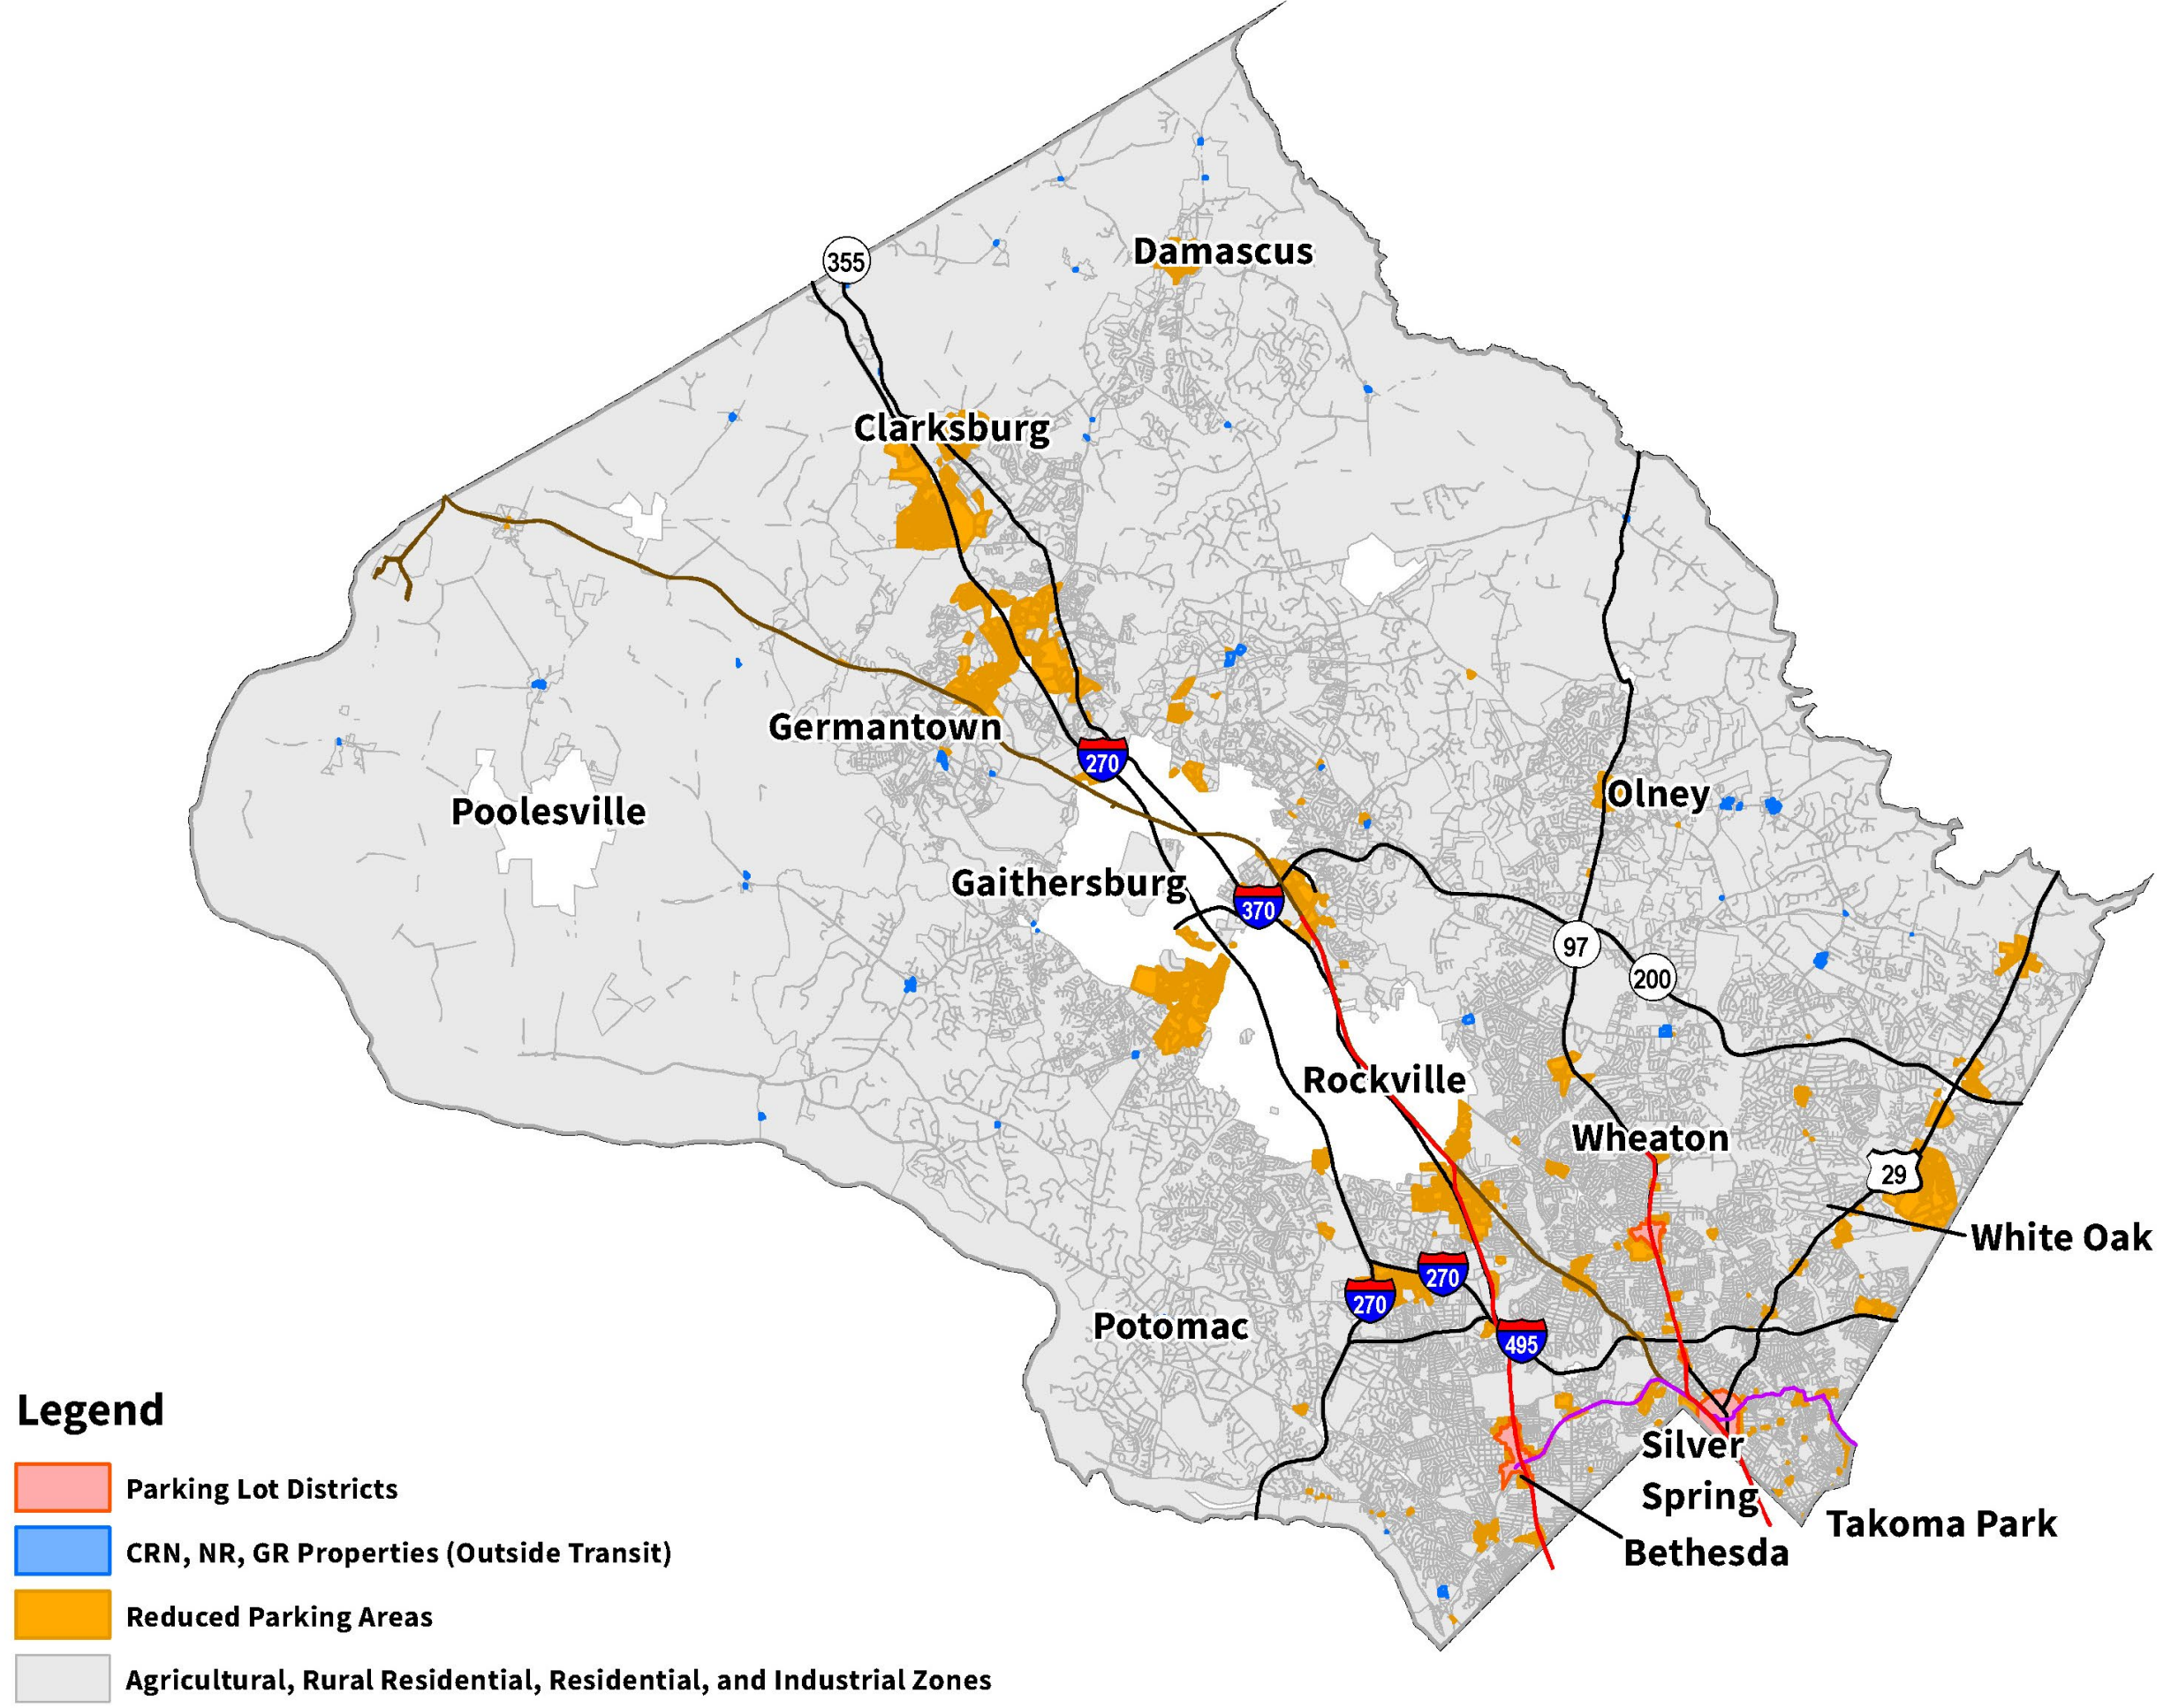 355
Damascus
Clarksburg
Germantown
270
Poolesville
Olney
Gaithersburg
370
97
200
Rockville
Wheaton
29
White Oak
270
270
Potomac
495
Silver
Spring
Takoma Park
Bethesda
Legend
Parking Lot Districts
CRN, NR, GR Properties (Outside Transit)
Reduced Parking Areas
Agricultural, Rural Residential, Residential, and Industrial Zones